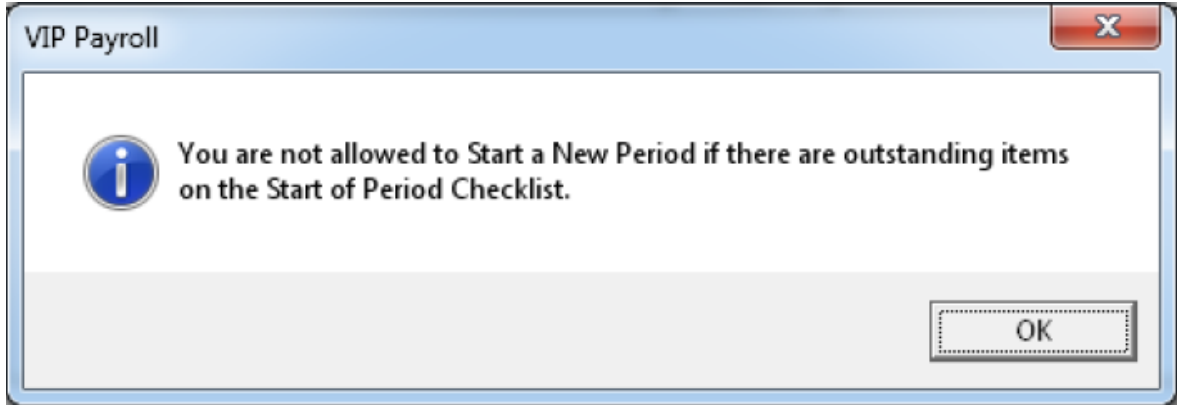 VIP Payroll
You are not allowed to Start a New Period if there are outstanding items
on the Start of Period Checklist.
OK